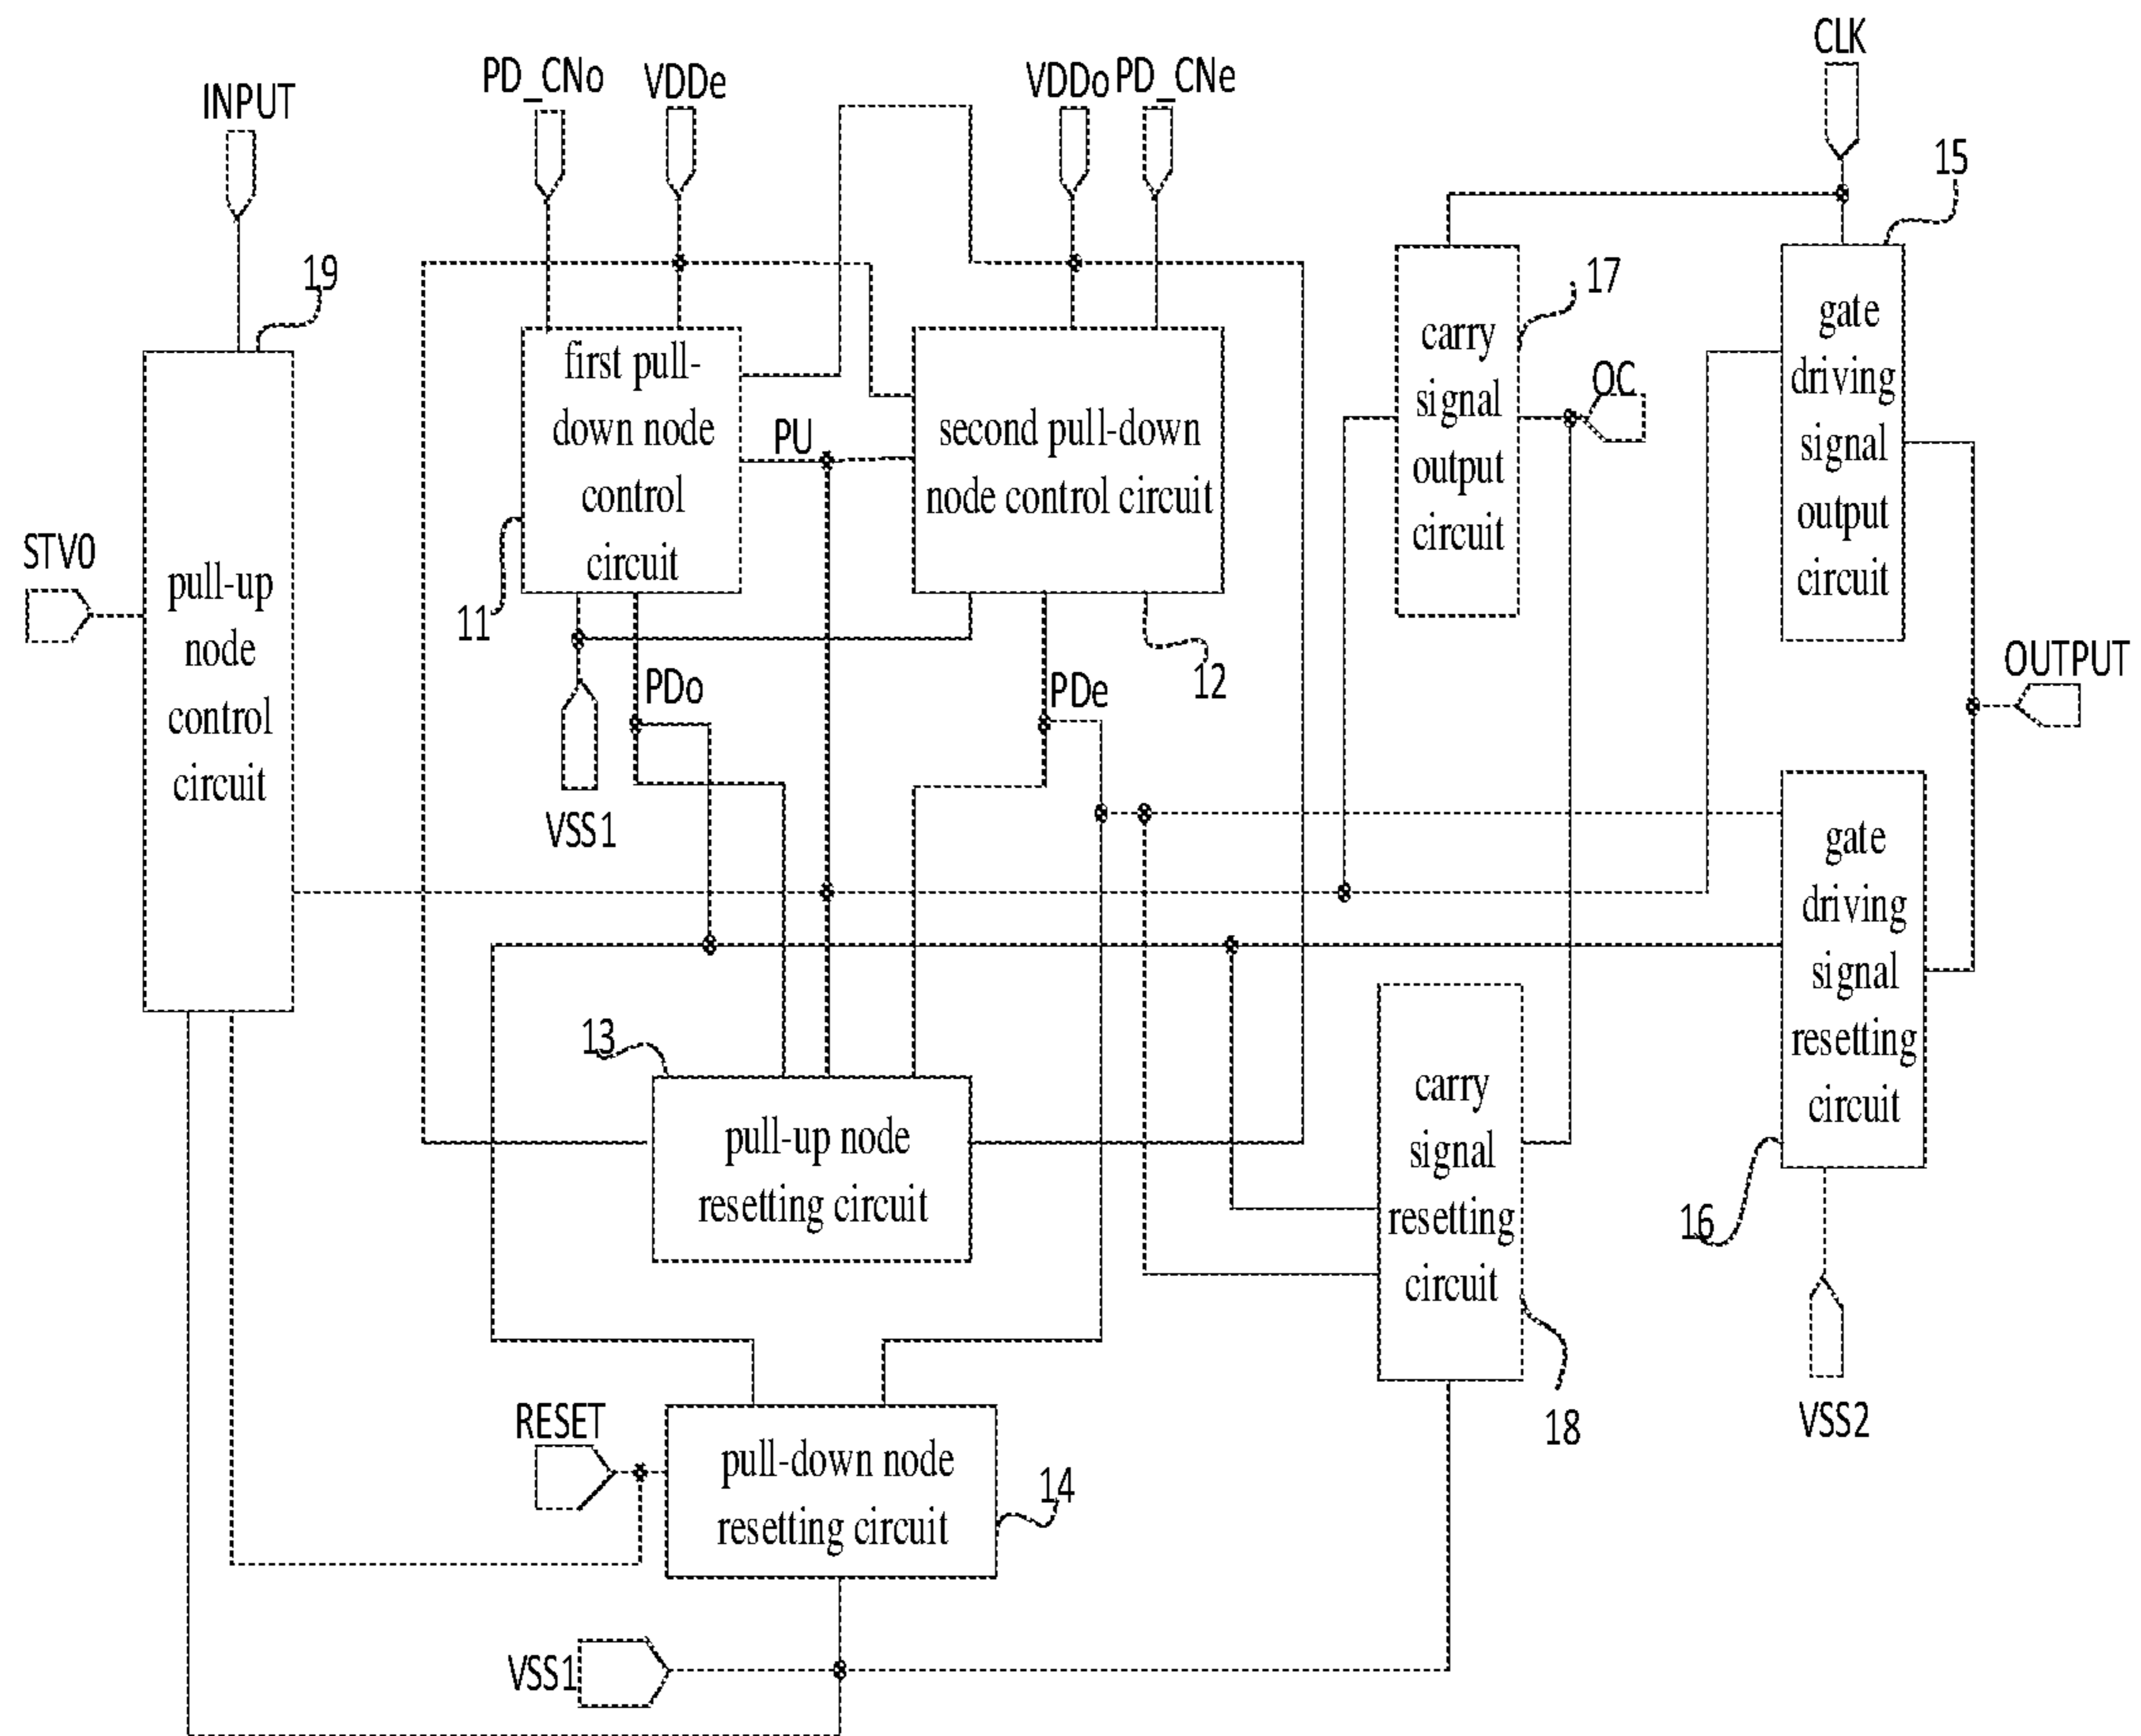 CLK
PD_CNo
VDDe
VDDo
PD_CNe
INPUT
15
19
17
first pull-
down node
control
circuit
PU
second pull-down
node control circuit
carry
signal
output
circuit
OC
gate
driving
signal
output
circuit
STV0
pull-up
node
control
circuit
11
12
PDo
PDe
OUTPUT
VSS1
gate
driving
signal
resetting
circuit
13
pull-up node
resetting circuit
carry
signal
resetting
circuit
16
RESET
18
VSS2
pull-down node
resetting circuit
14
VSS1